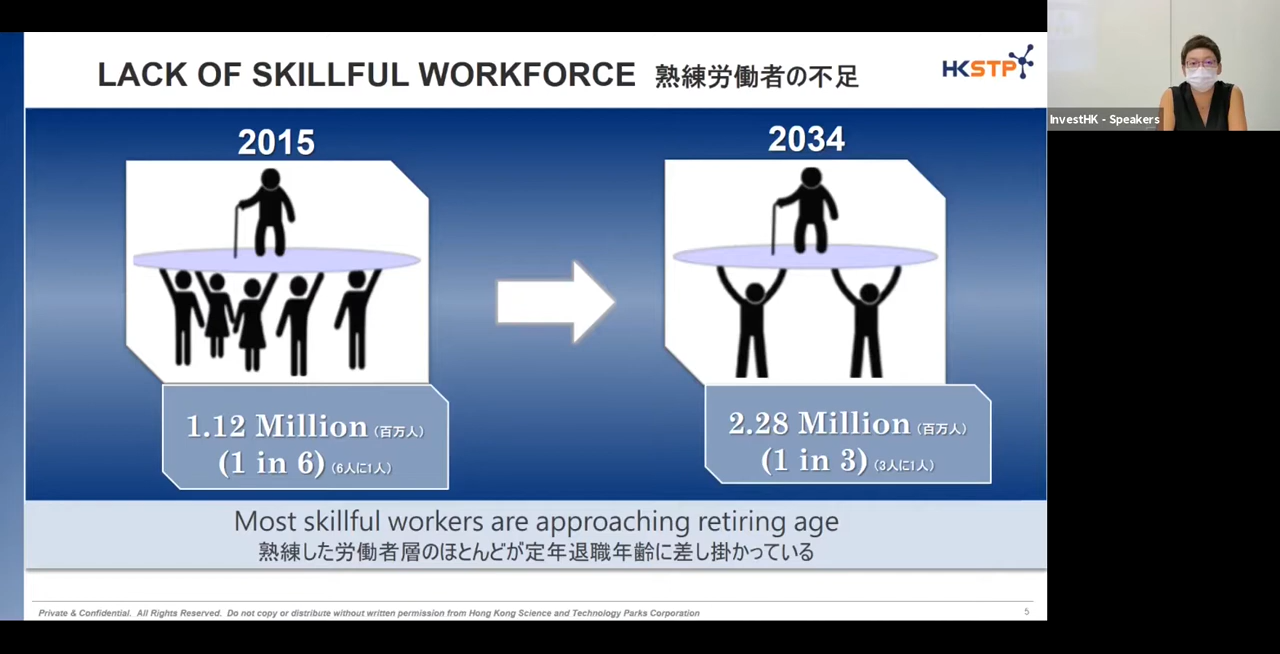 LACK OF SKILLFUL WORKFORCE 熟練労働者の不足
HKSTP
InvestHK - Speakers
2015
2034
1.12 Million (百万人)
(1 in 6) (6人に1人)
2.28 Million (百万人)
(1 in 3) (3人に1人)
Most skillful workers are approaching retiring age
熟練した労働者層のほとんどが定年退職年齢に差し掛かっている
Private & Confidential. All Rights Reserved. Do not copy or distribute without written permission from Hong Kong Science and Technology Parks Corporation
5